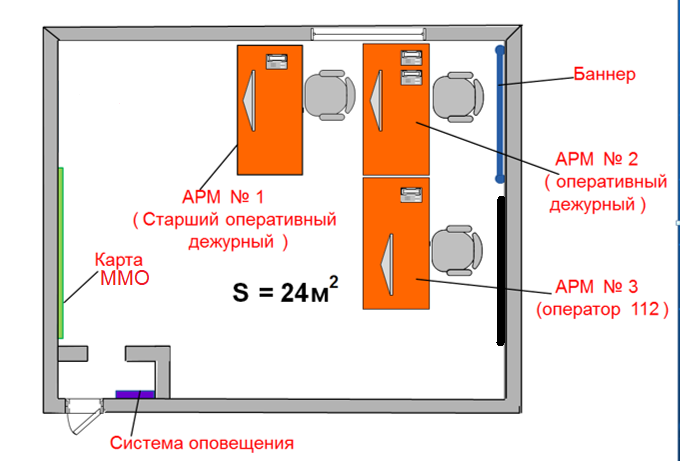 Баннер
АРМ № 1
( Старший оперативный
дежурный )
АРМ № 2
( оперативный
дежурный )
Карта
ММО
S = 24м²
АРМ № 3
(оператор 112 )
Система оповещения